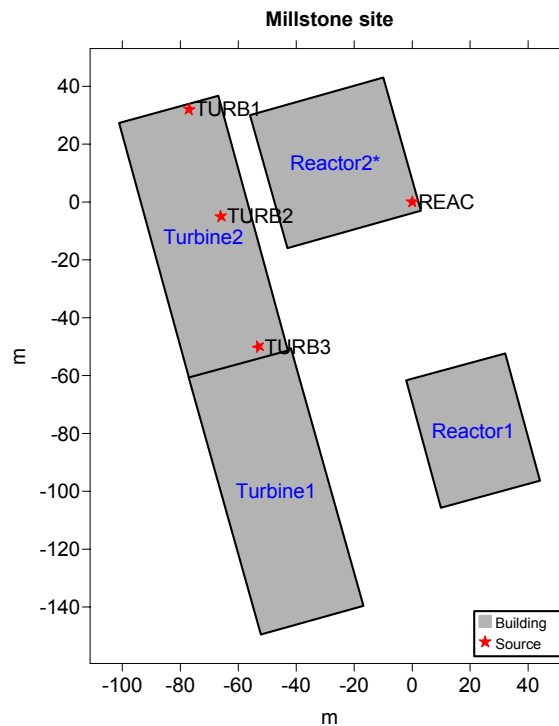 Millstone site
40
20
0
-20
-40
-60
-80
-100
-120
-140
m
TURB1
Reactor2*
REAC
TURB2
Turbine2
TURB3
Reactor1
Turbine1
Building
Source
-100
-80
-60
-40
-20
0
20
40
m